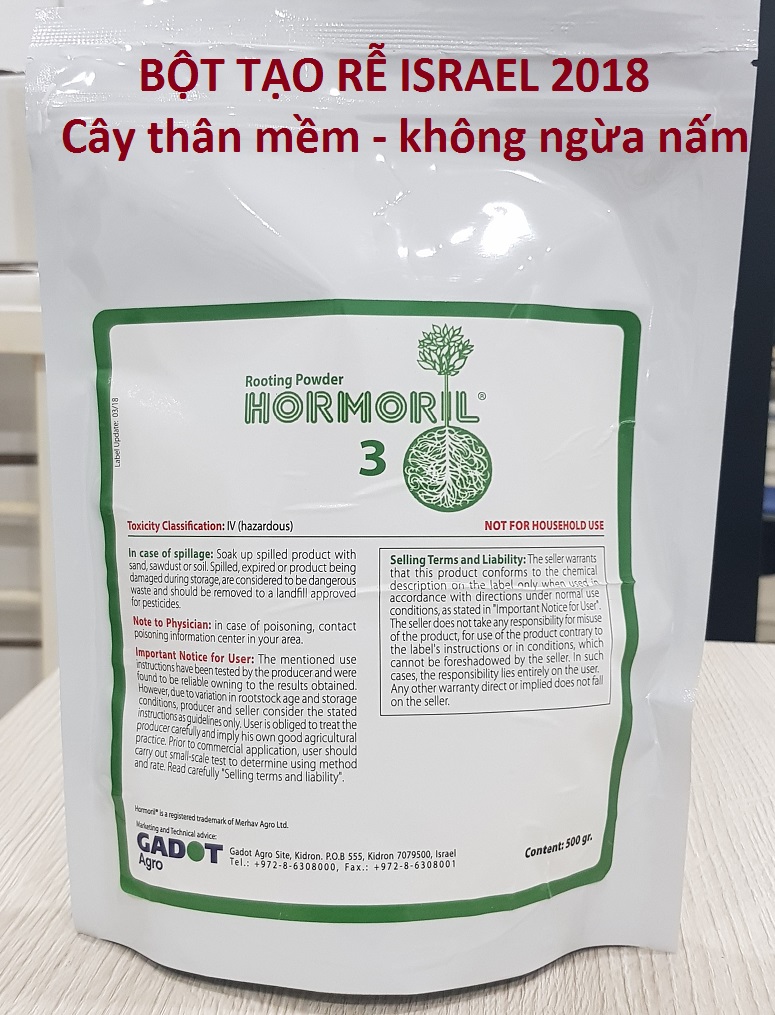 BỘT TẠO RỄ ISRAEL 2018
Cây thân mềm - không ngừa nấm
Label Update: 03/18
Rooting Powder
HORMORIL®
3
Toxicity Classification: IV (hazardous)
NOT FOR HOUSEHOLD USE
In case of spillage: Soak up spilled product with
sand, sawdust or soil. Spilled, expired or product being
damaged during storage, are considered to be dangerous
waste and should be removed to a landfill approved
for pesticides.
Note to Physician: in case of poisoning, contact
poisoning information center in your area.
Important Notice for User: The mentioned use
instructions have been tested by the producer and were
found to be reliable owning to the results obtained.
However, due to variation in rootstock age and storage
conditions, producer and seller consider the stated
instructions as guidelines only. User is obliged to treat the
producer carefully and imply his own good agricultural
practice. Prior to commercial application, user should
carry out small-scale test to determine using method
and rate. Read carefully "Selling terms and liability".
Selling Terms and Liability: The seller warrants
that this product conforms to the chemical
description on the label only when used in
accordance with directions under normal use
conditions, as stated in "Important Notice for User".
The seller does not take any responsibility for misuse
of the product, for use of the product contrary to
the label's instructions or in conditions, which
cannot be foreshadowed by the seller. In such
cases, the responsibility lies entirely on the user.
Any other warranty direct or implied does not fall
on the seller.
Hormoril® is a registered trademark of Merhav Agro Ltd.
Marketing and Technical advice:
GADOT
Agro
Gadot Agro Site, Kidron. P.O.B 555, Kidron 7079500, Israel
Tel.: +972-8-6308000, Fax.: +972-8-6308001
Content: 500 gr.